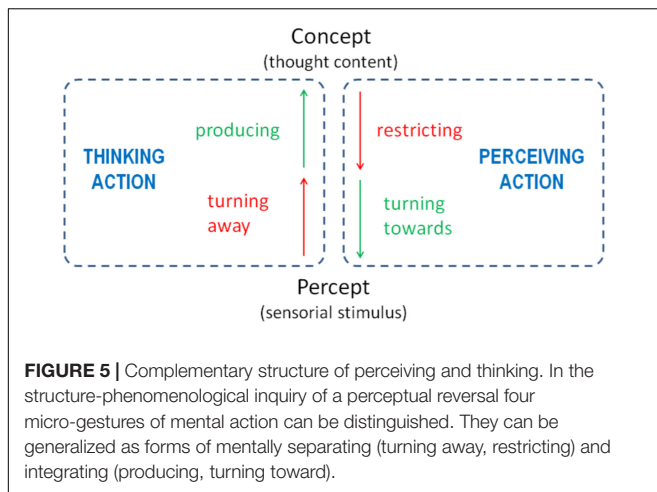 Concept
(thought content)
producing
restricting
THINKING
ACTION
PERCEIVING
ACTION
turning
away
turning
towards
Percept
(sensorial stimulus)
FIGURE 5 | Complementary structure of perceiving and thinking. In the
structure-phenomenological inquiry of a perceptual reversal four
micro-gestures of mental action can be distinguished. They can be
generalized as forms of mentally separating (turning away, restricting) and
integrating (producing, turning toward).